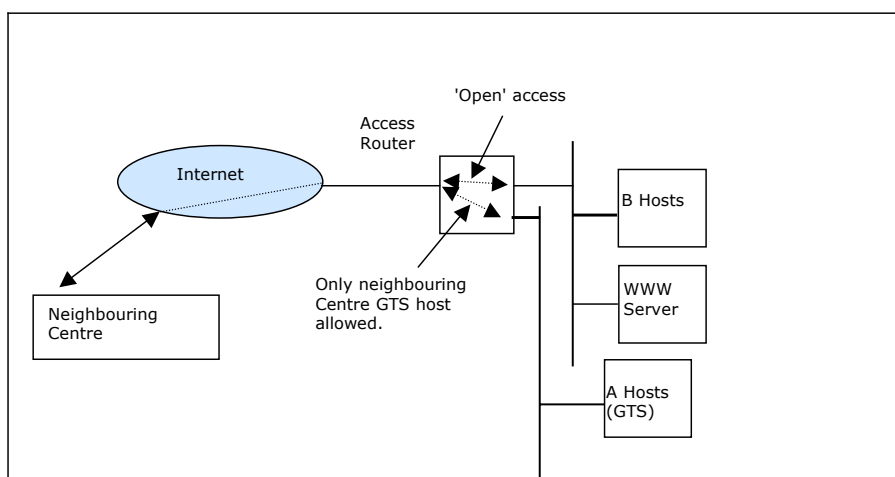 'Open' access
Access
Router
Internet
B Hosts
Only neighbouring
Centre GTS host
allowed.
WWW
Server
Neighbouring
Centre
A Hosts
(GTS)